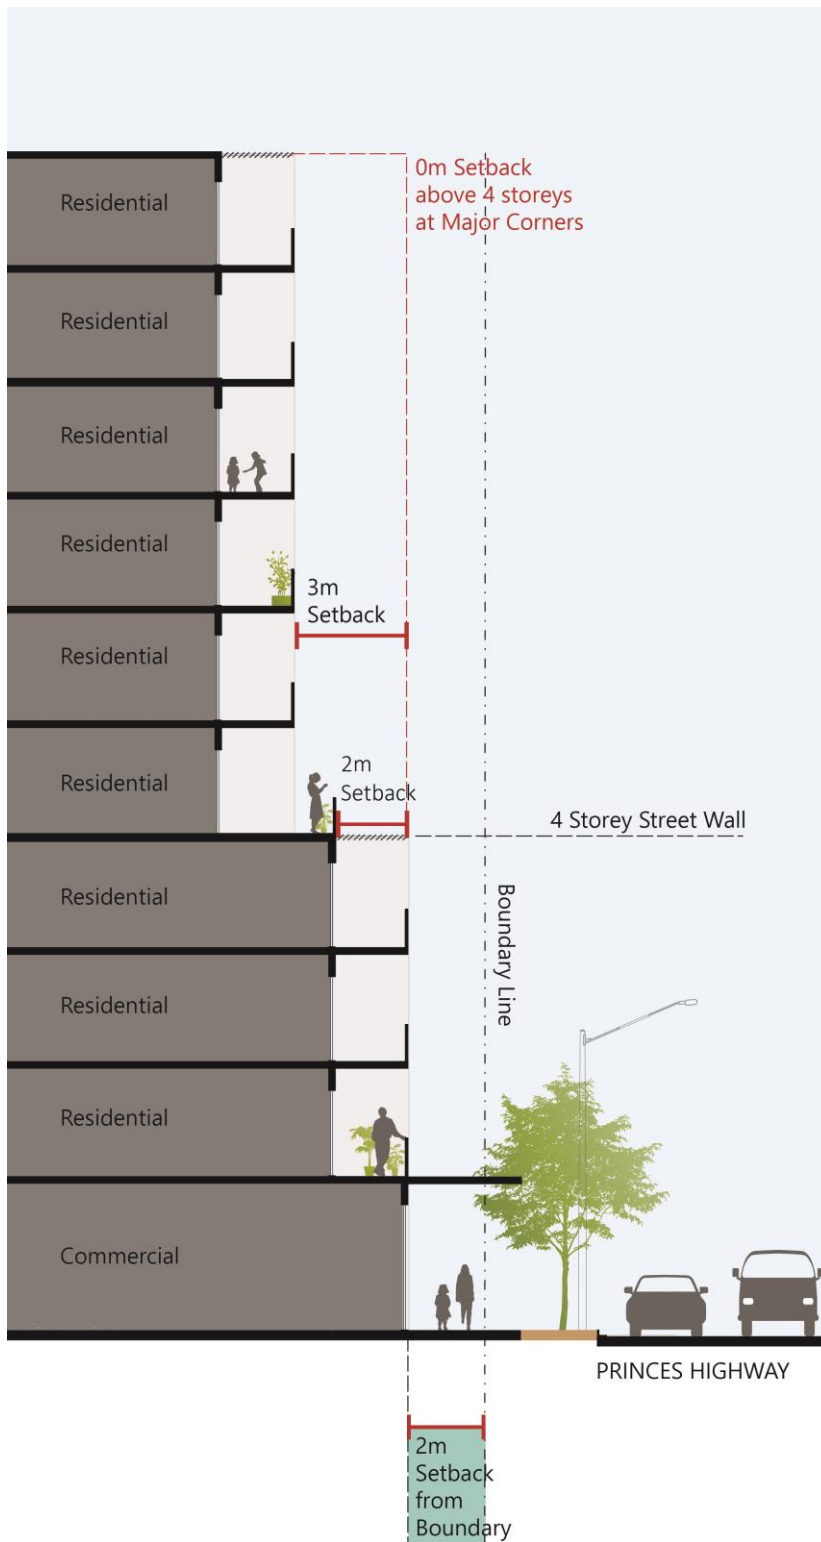 Residential
0m Setback
above 4 storeys
at Major Corners
Residential
Residential
Residential
3m
Setback
Residential
Residential
2m
Setback
4 Storey Street Wall
Residential
Boundary Line
Residential
Residential
Commercial
PRINCES HIGHWAY
2m
Setback
from
Boundary